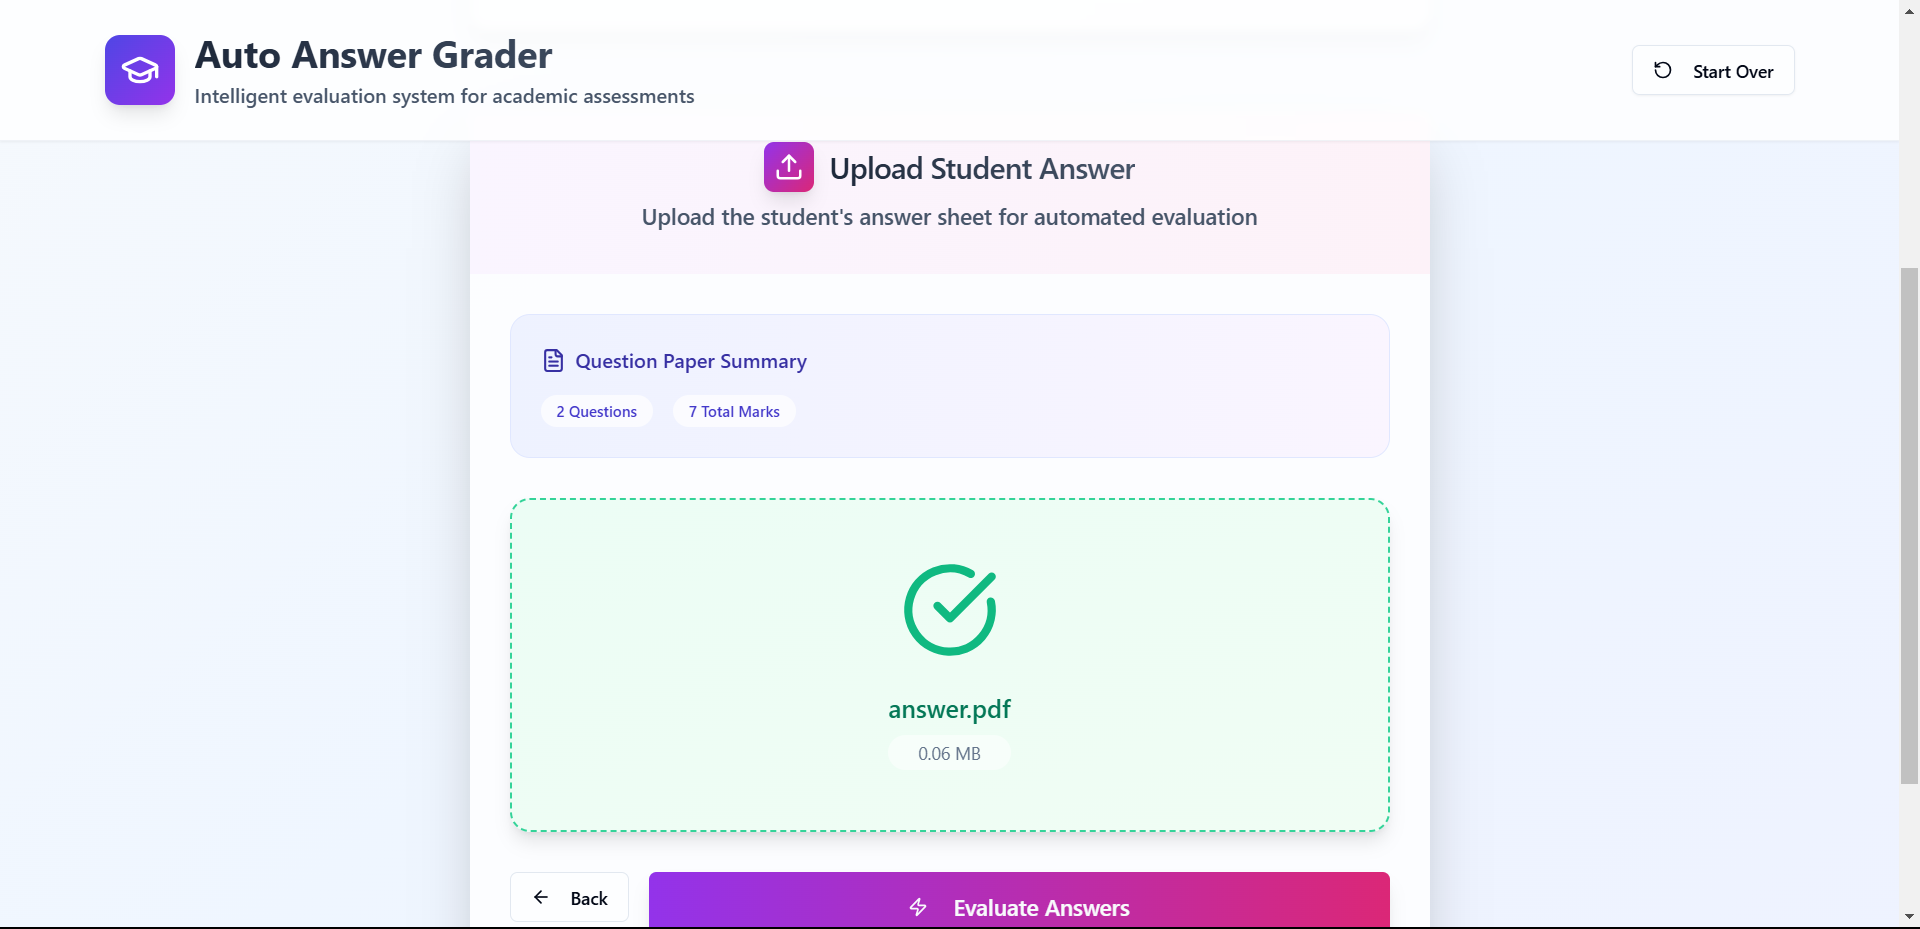 Auto Answer Grader
Intelligent evaluation system for academic assessments
Start Over
Upload Student Answer
Upload the student's answer sheet for automated evaluation
Question Paper Summary
2 Questions
7 Total Marks
answer.pdf
0.06 MB
Back
Evaluate Answers